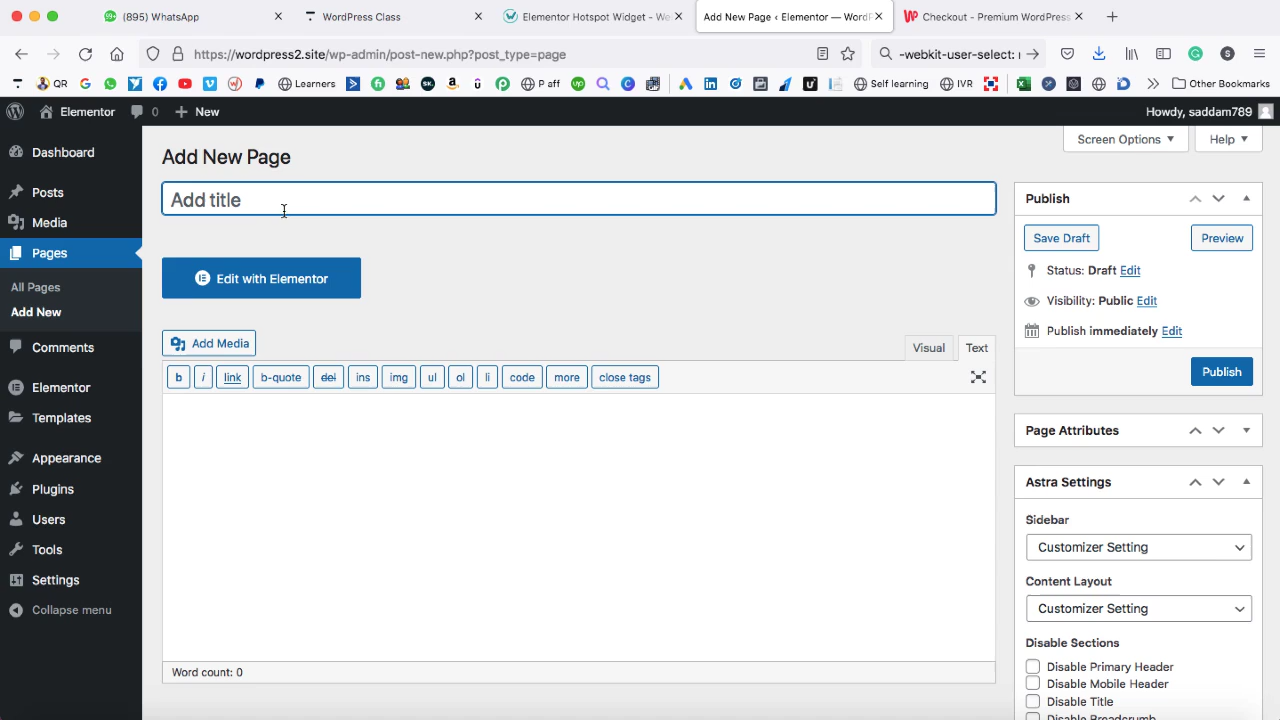 (895) WhatsApp
WordPress Class
Elementor Hotspot Widget - We
Add New Page ‹ Elementor — WordP
Checkout - Premium WordPress
https://wordpress2.site/wp-admin/post-new.php?post_type=page
-webkit-user-select: r
QR
Learners
P aff
Self learning
IVR
Other Bookmarks
Elementor
0
New
Howdy, saddam789
Dashboard
Posts
Media
Pages
All Pages
Add New
Comments
Elementor
Templates
Appearance
Plugins
Users
Tools
Settings
Collapse menu
Screen Options
Help
Add New Page
Add title
Edit with Elementor
Add Media
Visual
Text
b
i
link
b-quote
del
ins
img
ul
ol
li
code
more
close tags
Word count: 0
Publish
Save Draft
Preview
Status: Draft Edit
Visibility: Public Edit
Publish immediately Edit
Publish
Page Attributes
Astra Settings
Sidebar
Customizer Setting
Content Layout
Customizer Setting
Disable Sections
Disable Primary Header
Disable Mobile Header
Disable Title
Disable Breadcrumb